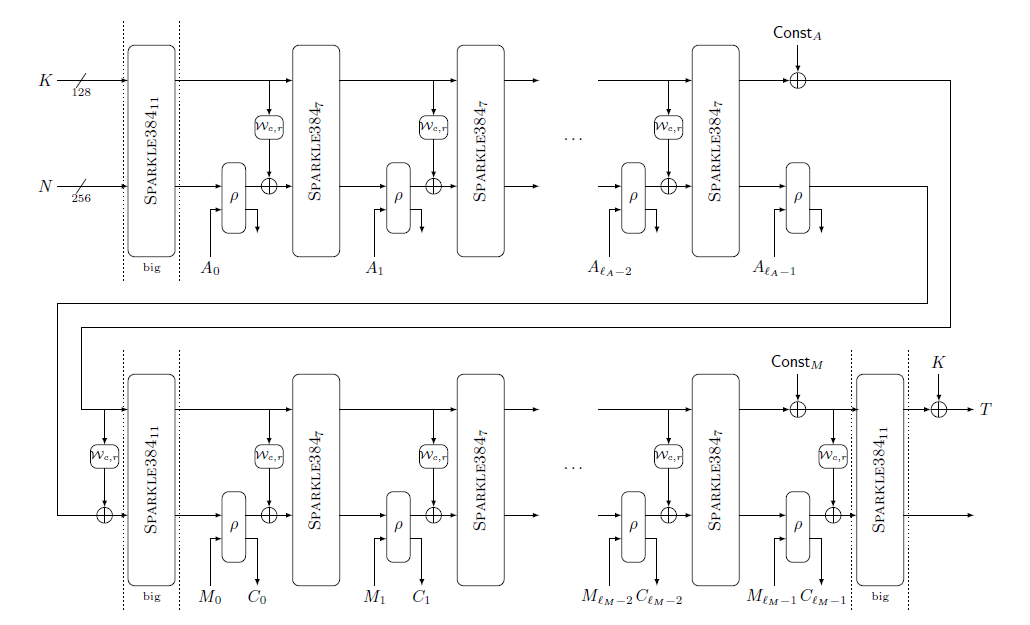 Const_A
K
128
SPARKLE384_11
W_{c,r}
SPARKLE384_7
W_{c,r}
SPARKLE384_7
...
W_{c,r}
SPARKLE384_7
N
256
ρ
ρ
ρ
ρ
big
A_0
A_1
A_{ℓ_A−2}
A_{ℓ_A−1}
Const_M
K
T
W_{c,r}
SPARKLE384_11
W_{c,r}
SPARKLE384_7
W_{c,r}
SPARKLE384_7
...
W_{c,r}
SPARKLE384_7
W_{c,r}
SPARKLE384_11
ρ
ρ
ρ
ρ
big
M_0
C_0
M_1
C_1
M_{ℓ_M−2}
C_{ℓ_M−2}
M_{ℓ_M−1}
C_{ℓ_M−1}
big